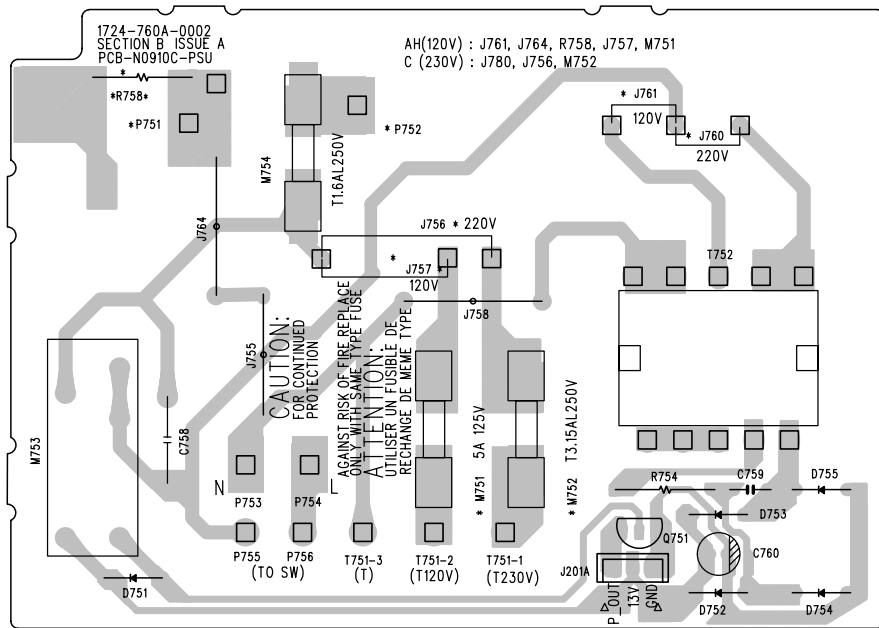 1724-760A-0002
SECTION B ISSUE A
PCB-N0910C-PSU
AH(120V) : J761, J764, R758, J757, M751
C (230V) : J780, J756, M752
*
*R758*
*P751
* P752
* J761
120V
* J760
220V
M754
T1.6AL250V
J764
J756 * 220V
*
J757 *
120V
T752
J758
J755
CAUTION:
FOR CONTINUED
PROTECTION
AGAINST RISK OF FIRE REPLACE
ONLY WITH SAME TYPE FUSE
ATTENTION:
UTILISER UN FUSIBLE DE
RECHANGE DE MEME TYPE
M753
C758
5A 125V
* M751
T3.15AL250V
* M752
N
L
P753
P754
R754
C759
D755
D753
Q751
C760
P755
P756
(TO SW)
T751-3
(T)
T751-2
(T120V)
T751-1
(T230V)
J201A
D751
P_OUT
13V
GND
D752
D754